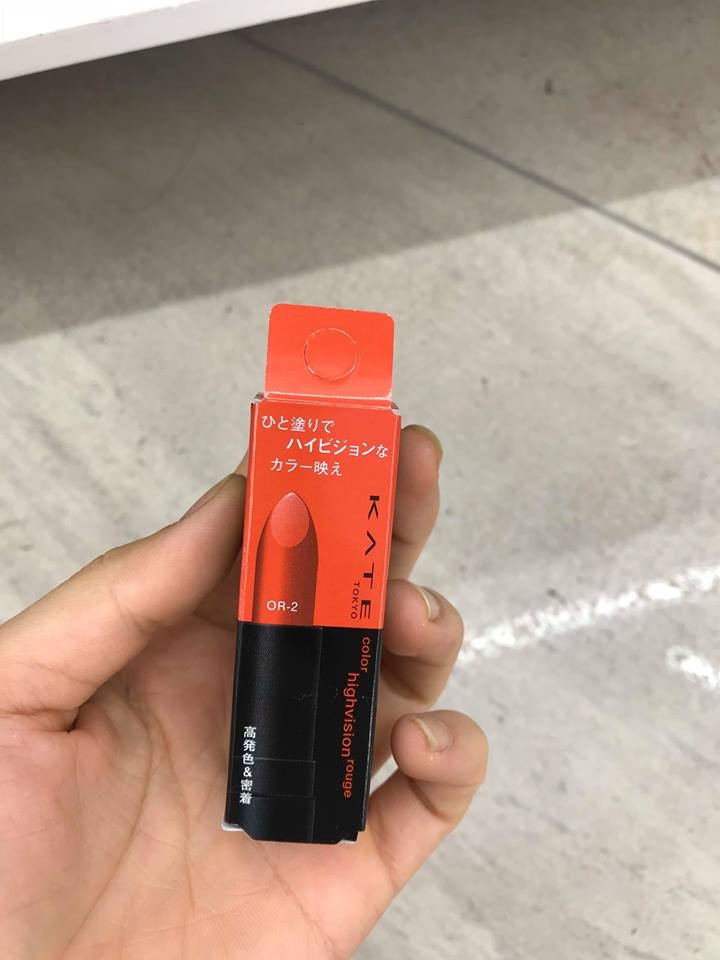 ひと塗りで
ハイビジョンな
カラー映え
KATE
TOKYO
OR-2
color
highvision
rouge
高発色&密着